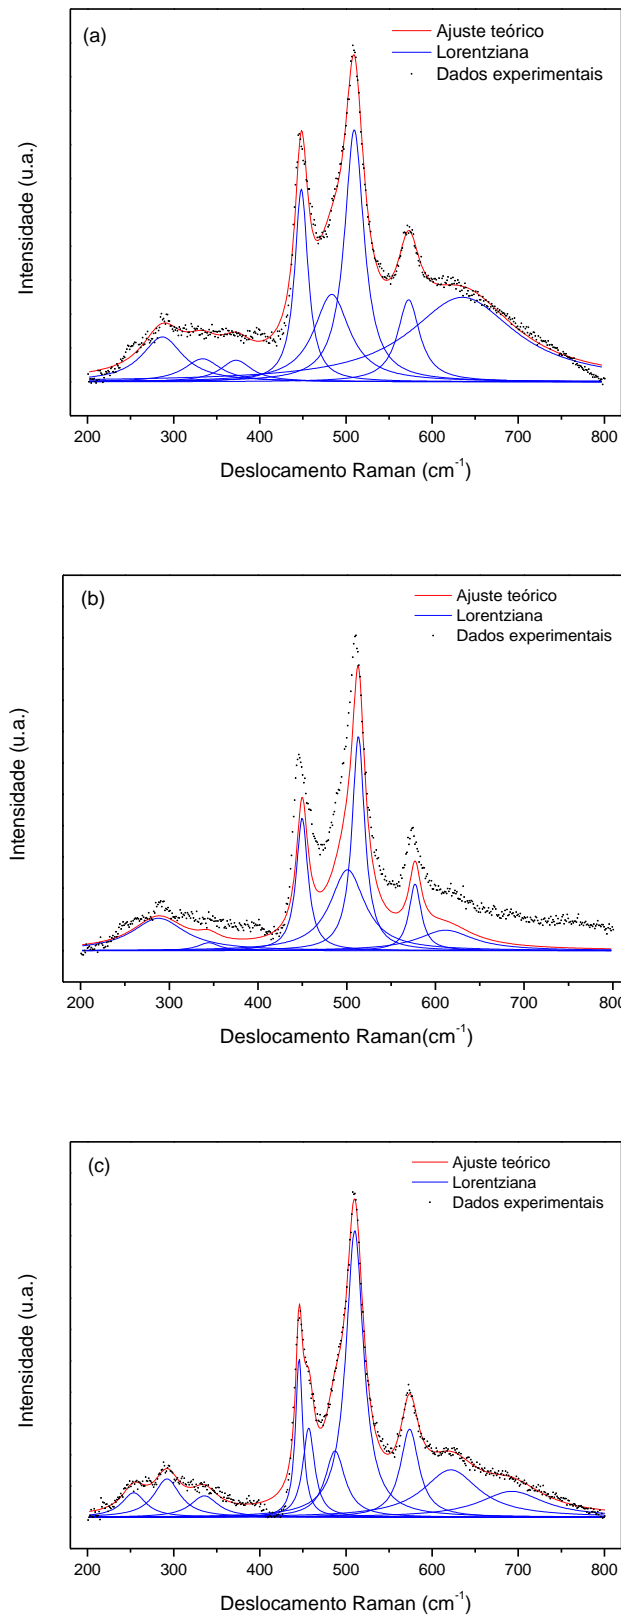 (a)
Ajuste teórico
Lorentziana
Dados experimentais
Intensidade (u.a.)
200 300 400 500 600 700 800
Deslocamento Raman (cm⁻¹)
(b)
Ajuste teórico
Lorentziana
Dados experimentais
Intensidade (u.a.)
200 300 400 500 600 700 800
Deslocamento Raman(cm⁻¹)
(c)
Ajuste teórico
Lorentziana
Dados experimentais
Intensidade (u.a.)
200 300 400 500 600 700 800
Deslocamento Raman (cm⁻¹)